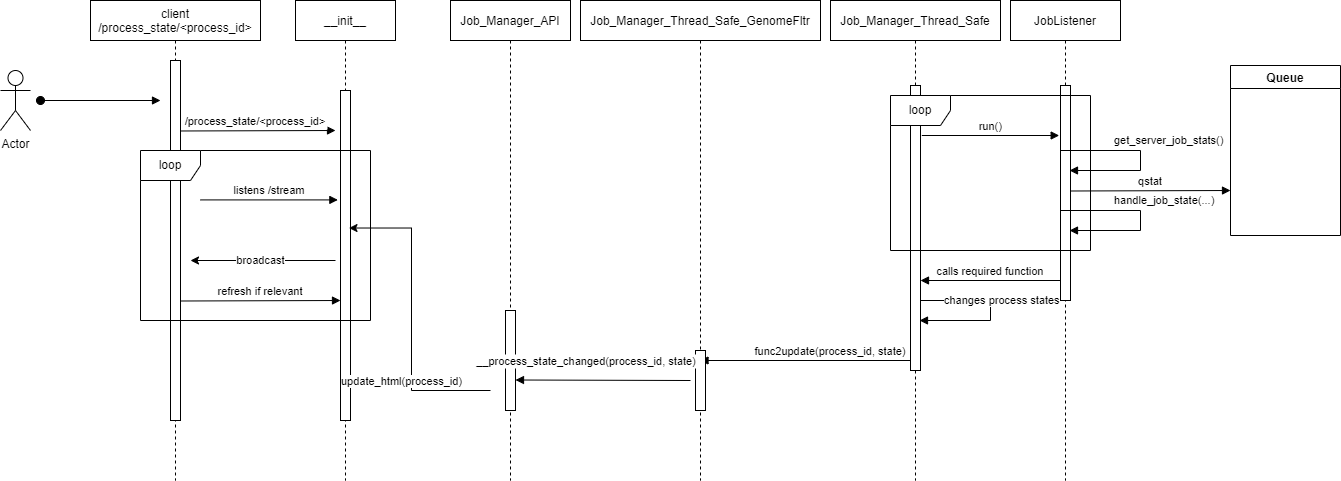 client
/process_state/<process_id>
__init__
Job_Manager_API
Job_Manager_Thread_Safe_GenomeFltr
Job_Manager_Thread_Safe
JobListener
Queue
Actor
loop
run()
/process_state/<process_id>
get_server_job_stats()
loop
qstat
listens /stream
handle_job_state(...)
broadcast
calls required function
refresh if relevant
changes process states
func2update(process_id, state)
__process_state_changed(process_id, state)
update_html(process_id)